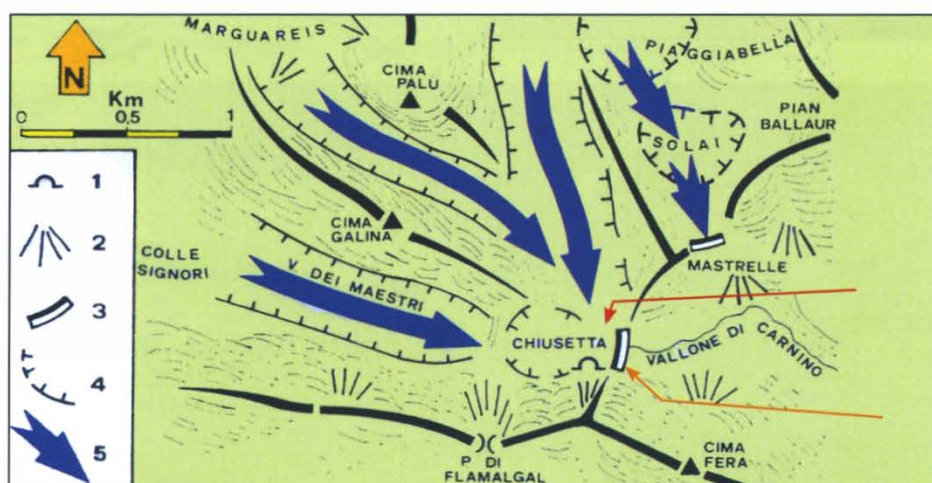 MARGUAREIS
PIAGGIABELLA
CIMA
PALU
N
Km
0
0,5
1
PIAN
BALLAUR
SOLAI
1
2
3
4
5
CIMA
GALINA
COLLE
SIGNORI
V. DEI MAESTRI
MASTRELLE
CHIUSETTA
VALLONE DI CARNINO
P. DI
FLAMALGAL
CIMA
FERA